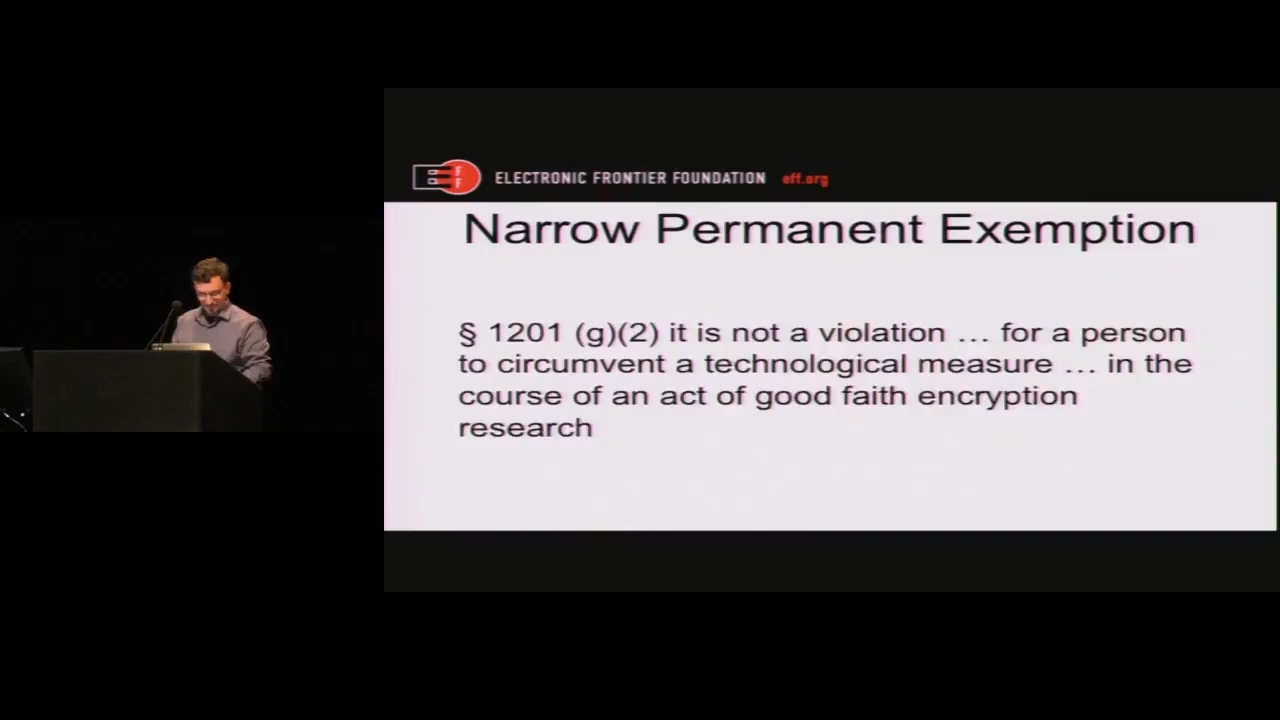 EFF
ELECTRONIC FRONTIER FOUNDATION eff.org
Narrow Permanent Exemption
§ 1201 (g)(2) it is not a violation … for a person
to circumvent a technological measure … in the
course of an act of good faith encryption
research